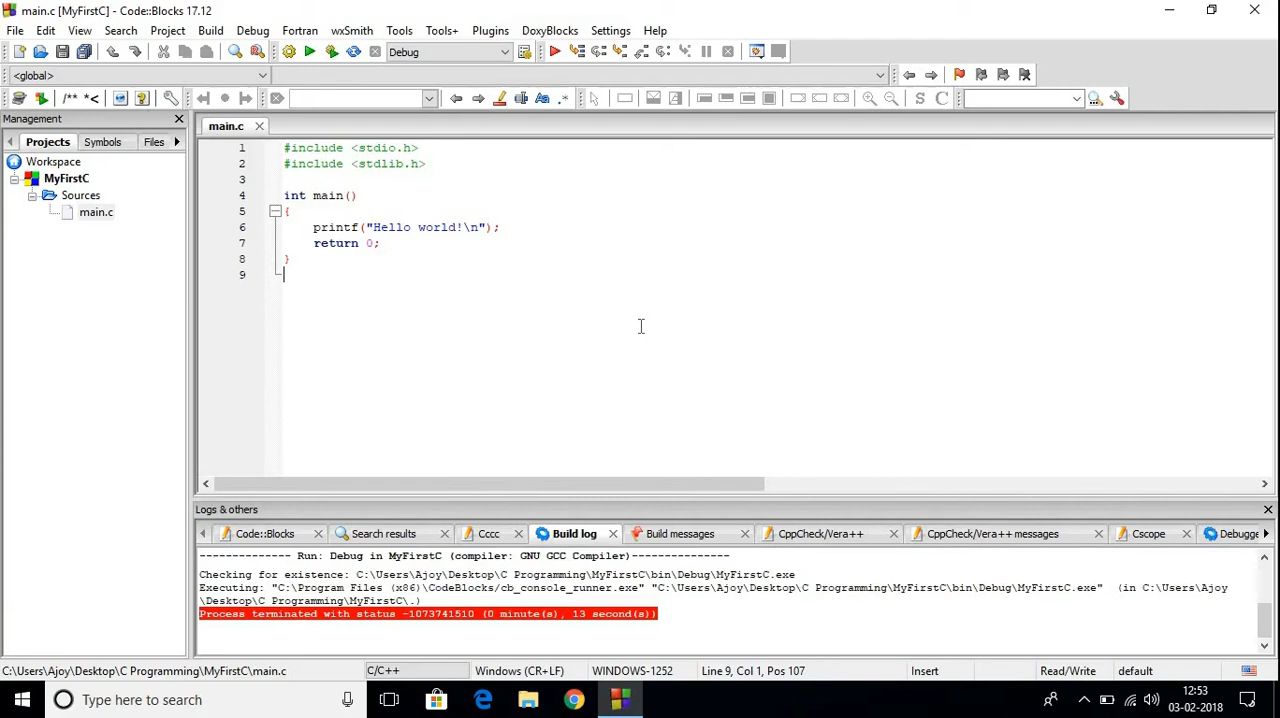 main.c [MyFirstC] - Code::Blocks 17.12
File Edit View Search Project Build Debug Fortran wxSmith Tools Tools+ Plugins DoxyBlocks Settings Help
Debug
<global>
/** *<
Aa .*
S C
Management
Projects Symbols Files
Workspace
MyFirstC
Sources
main.c
main.c
1 #include <stdio.h>
2 #include <stdlib.h>
3
4 int main()
5 {
6 printf("Hello world!\n");
7 return 0;
8 }
9
Logs & others
Code::Blocks Search results Cccc Build log Build messages CppCheck/Vera++ CppCheck/Vera++ messages Cscope Debugge
-------------- Run: Debug in MyFirstC (compiler: GNU GCC Compiler)---------------
Checking for existence: C:\Users\Ajoy\Desktop\C Programming\MyFirstC\bin\Debug\MyFirstC.exe
Executing: "C:\Program Files (x86)\CodeBlocks/cb_console_runner.exe" "C:\Users\Ajoy\Desktop\C Programming\MyFirstC\bin\Debug\MyFirstC.exe"  (in C:\Users\Ajoy
\Desktop\C Programming\MyFirstC\.)
Process terminated with status -1073741510 (0 minute(s), 13 second(s))
C:\Users\Ajoy\Desktop\C Programming\MyFirstC\main.c C/C++ Windows (CR+LF) WINDOWS-1252 Line 9, Col 1, Pos 107 Insert Read/Write default
Type here to search
12:53
03-02-2018